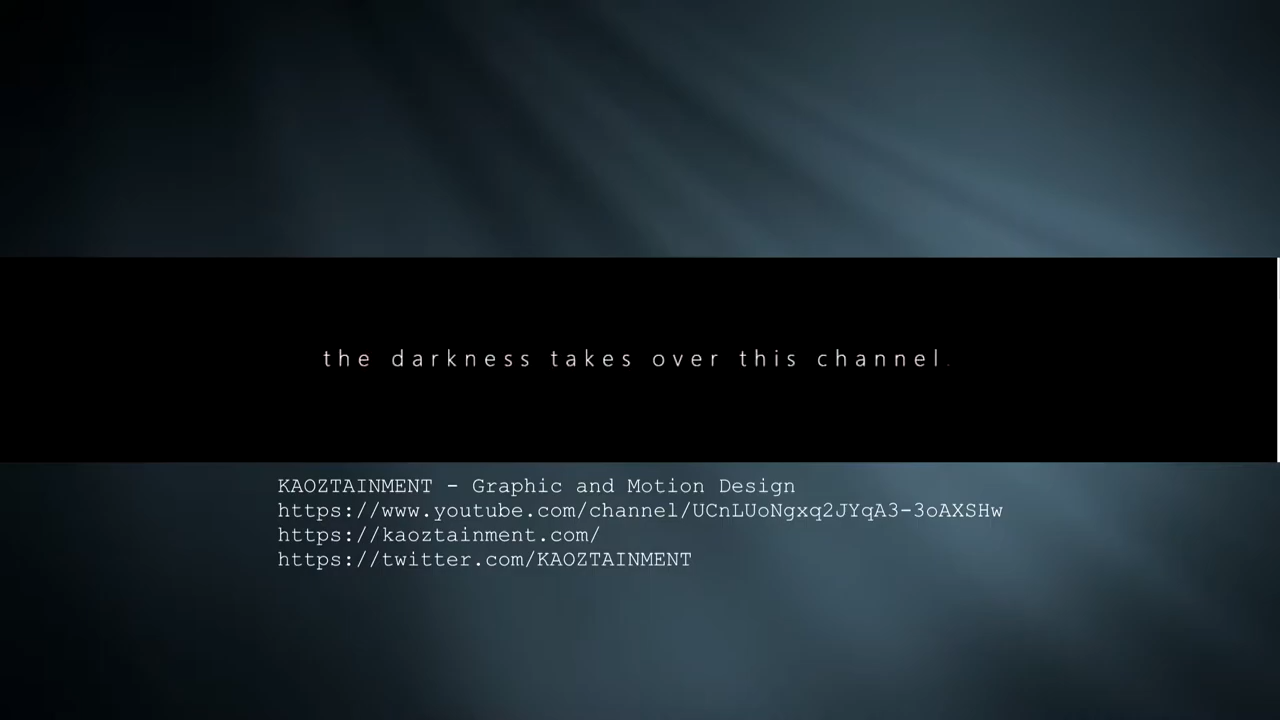 the darkness takes over this channel.
KAOZTAINMENT - Graphic and Motion Design
https://www.youtube.com/channel/UCnLUoNgxq2JYqA3-3oAXSHw
https://kaoztainment.com/
https://twitter.com/KAOZTAINMENT